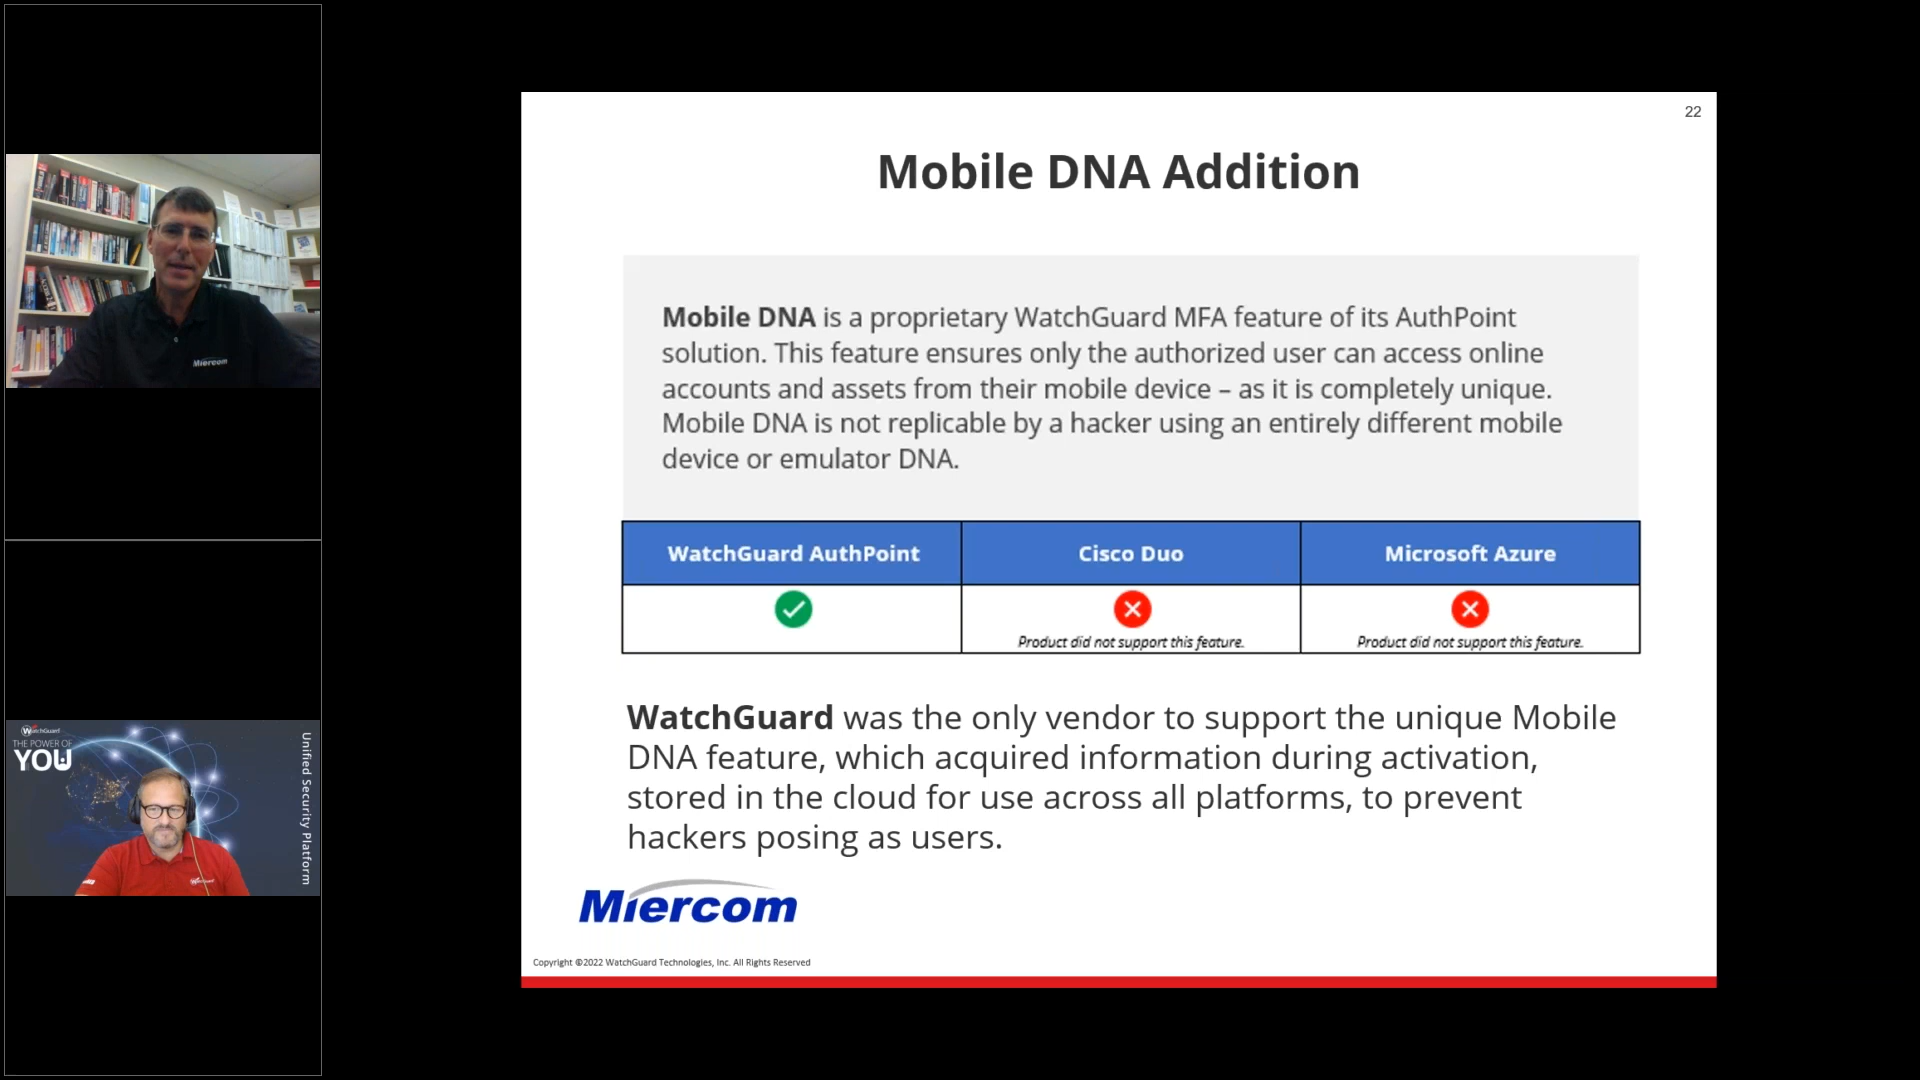 22
Mobile DNA Addition
Mobile DNA is a proprietary WatchGuard MFA feature of its AuthPoint
solution. This feature ensures only the authorized user can access online
accounts and assets from their mobile device – as it is completely unique.
Mobile DNA is not replicable by a hacker using an entirely different mobile
device or emulator DNA.
WatchGuard AuthPoint
Cisco Duo
Microsoft Azure
Product did not support this feature.
Product did not support this feature.
WatchGuard was the only vendor to support the unique Mobile
DNA feature, which acquired information during activation,
stored in the cloud for use across all platforms, to prevent
hackers posing as users.
Miercom
Copyright ©2022 WatchGuard Technologies, Inc. All Rights Reserved
Miercom
WatchGuard
THE POWER OF
YOU
Unified Security Platform
WatchGuard